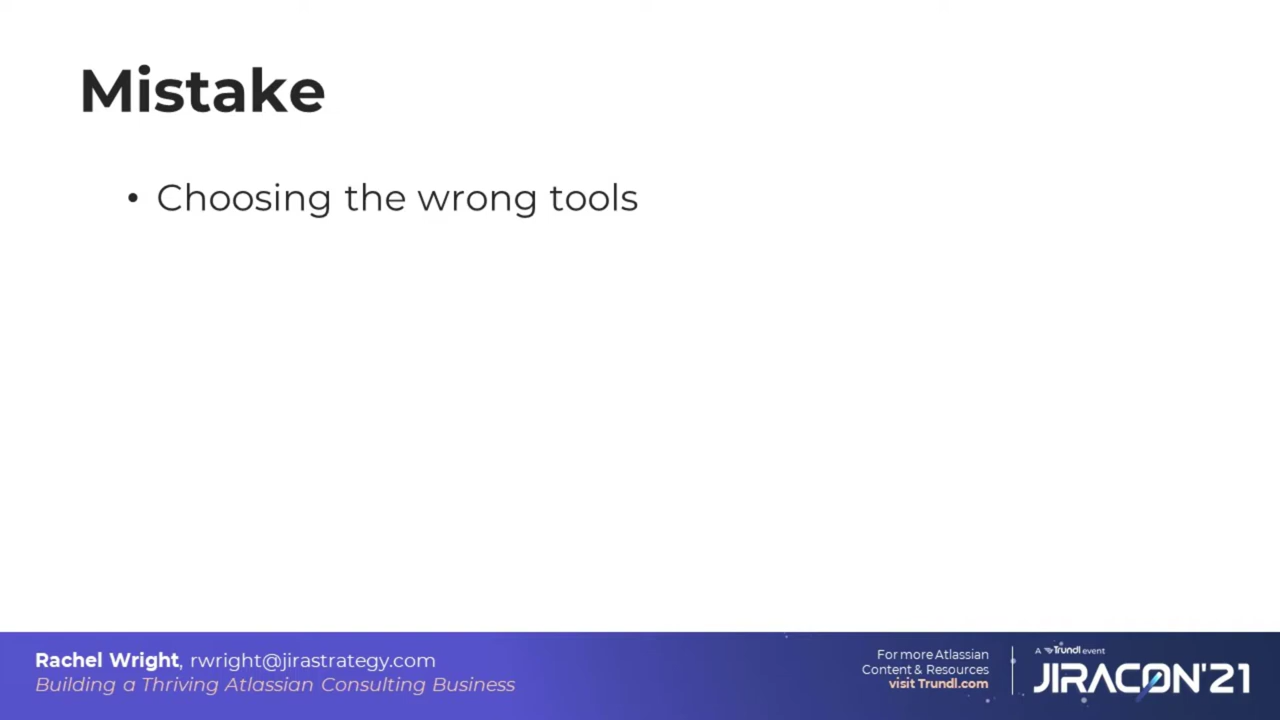 Mistake
• Choosing the wrong tools
Rachel Wright, rwright@jirastrategy.com
Building a Thriving Atlassian Consulting Business
For more Atlassian
Content & Resources
visit Trundl.com
A Trundl event
JIRACON'21